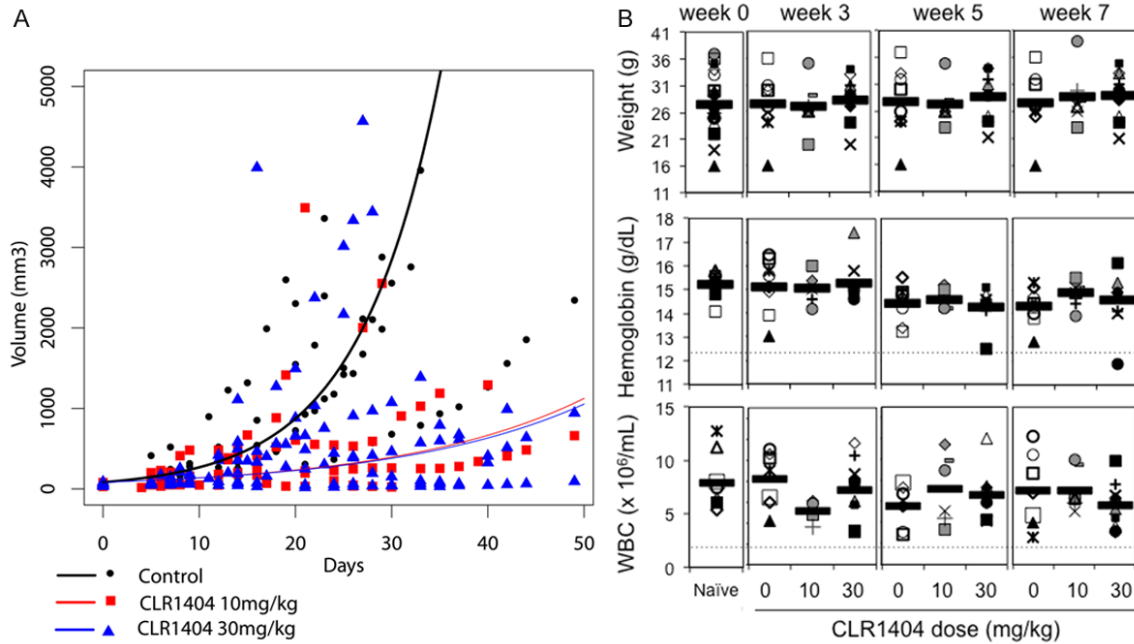 A
Volume (mm3)
5000
4000
3000
2000
1000
0
0 10 20 30 40 50
Days
Control
CLR1404 10mg/kg
CLR1404 30mg/kg
B
week 0 week 3 week 5 week 7
Weight (g)
41
36
31
26
21
16
11
Hemoglobin (g/dL)
18
17
16
15
14
13
12
11
WBC (x 10⁶/mL)
15
10
5
0
Naïve 0 10 30 0 10 30 0 10 30
CLR1404 dose (mg/kg)